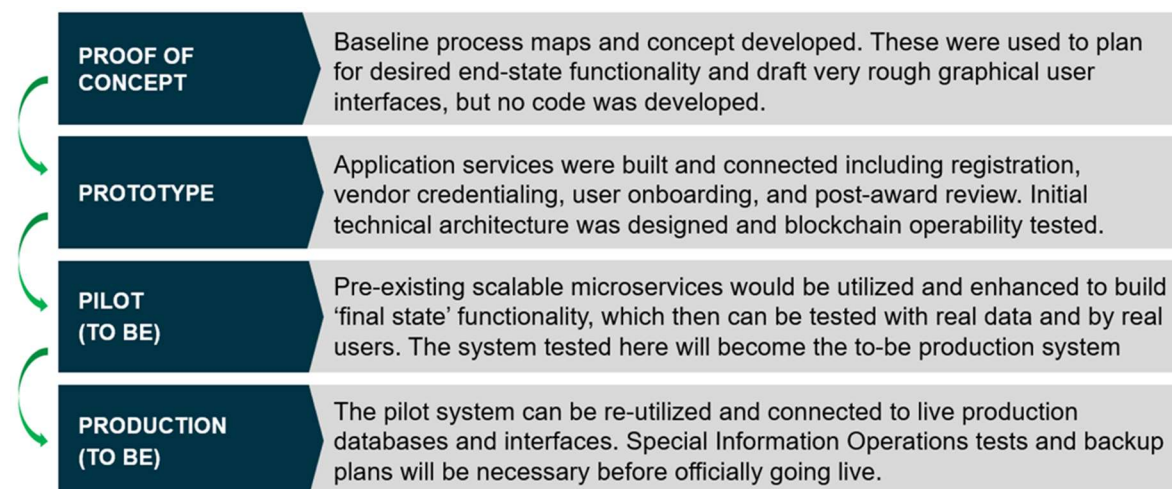 PROOF OF
CONCEPT
Baseline process maps and concept developed. These were used to plan
for desired end-state functionality and draft very rough graphical user
interfaces, but no code was developed.
PROTOTYPE
Application services were built and connected including registration,
vendor credentialing, user onboarding, and post-award review. Initial
technical architecture was designed and blockchain operability tested.
PILOT
(TO BE)
Pre-existing scalable microservices would be utilized and enhanced to build
‘final state’ functionality, which then can be tested with real data and by real
users. The system tested here will become the to-be production system
PRODUCTION
(TO BE)
The pilot system can be re-utilized and connected to live production
databases and interfaces. Special Information Operations tests and backup
plans will be necessary before officially going live.